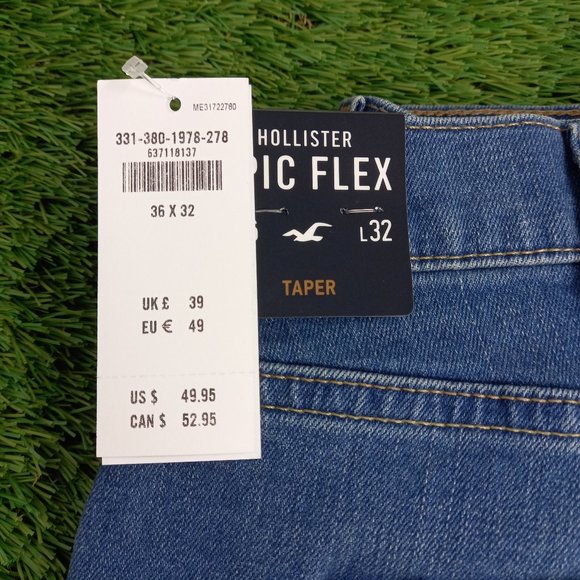 ME31722760
331-380-1978-278
637118137
36 X 32
UK £ 39
EU € 49
US $ 49.95
CAN $ 52.95
HOLLISTER
PIC FLEX
L32
TAPER